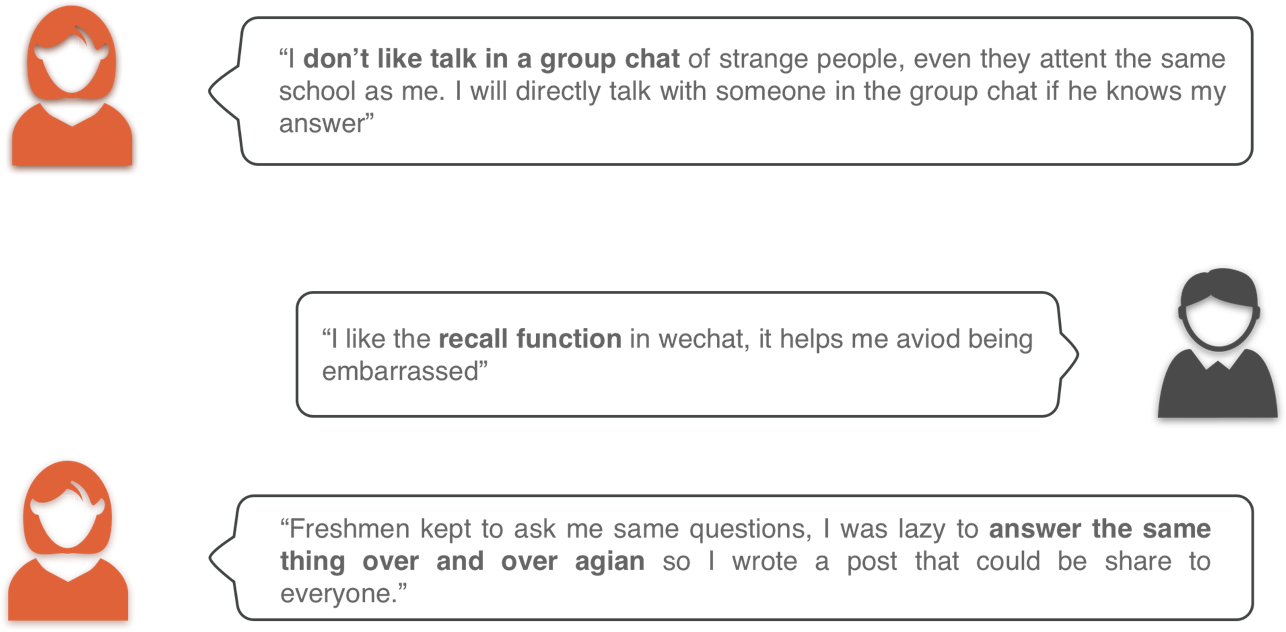 “I don’t like talk in a group chat of strange people, even they attent the same
school as me. I will directly talk with someone in the group chat if he knows my
answer”
“I like the recall function in wechat, it helps me aviod being
embarrassed”
“Freshmen kept to ask me same questions, I was lazy to answer the same
thing over and over agian so I wrote a post that could be share to
everyone.”